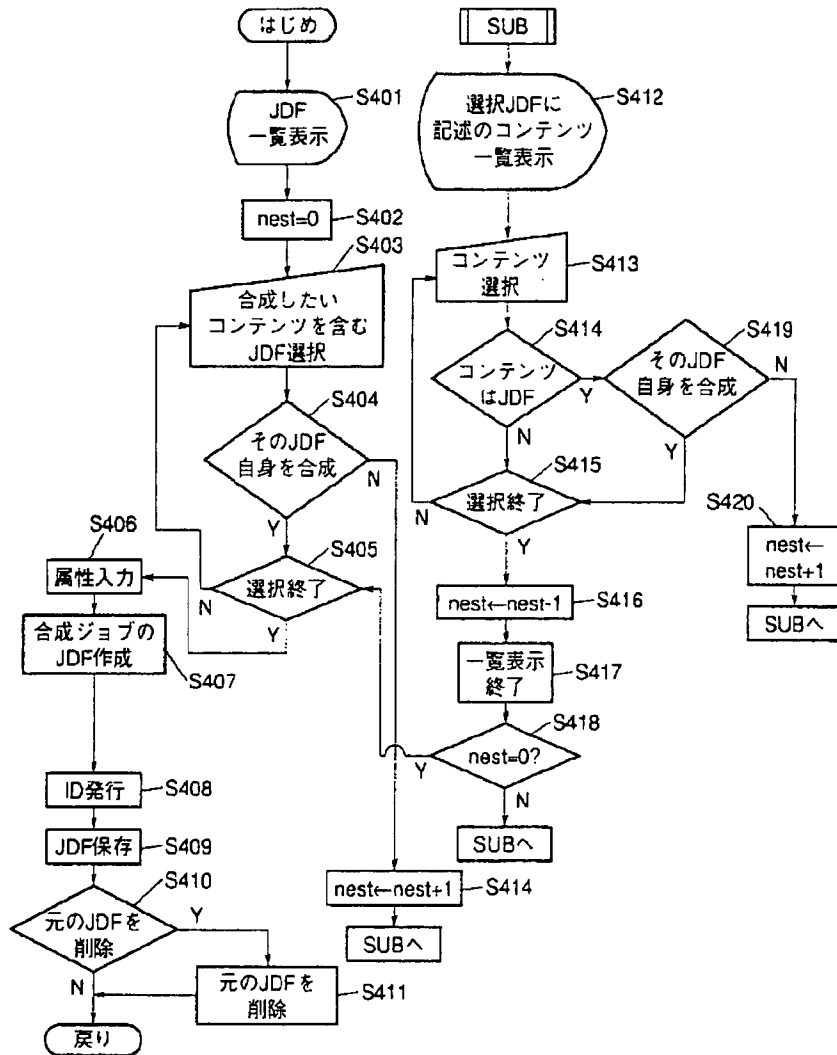 はじめ
JDF
一覧表示
S401
nest=0
S402
S403
合成したい
コンテンツを含む
JDF選択
S404
そのJDF
自身を合成
N
Y
S405
選択終了
N
Y
S406
属性入力
合成ジョブの
JDF作成
S407
ID発行
S408
JDF保存
S409
S410
元のJDFを
削除
Y
N
元のJDFを
削除
S411
戻り
nest←nest+1
S414
SUBへ
SUB
選択JDFに
記述のコンテンツ
一覧表示
S412
コンテンツ
選択
S413
S414
コンテンツ
はJDF
Y
N
S419
そのJDF
自身を合成
N
Y
S415
選択終了
N
Y
S420
nest←
nest+1
SUBへ
nest←nest-1
S416
一覧表示
終了
S417
S418
nest=0?
Y
N
SUBへ